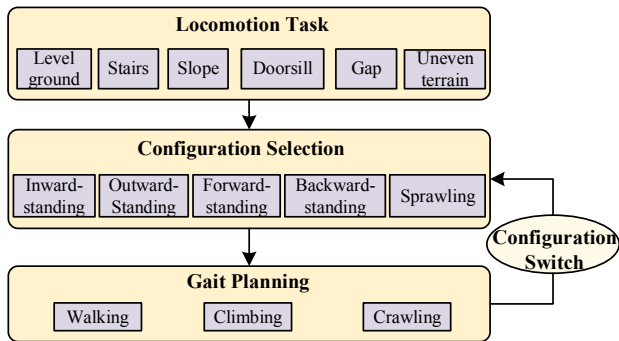 Locomotion Task
Level
ground
Stairs
Slope
Doorsill
Gap
Uneven
terrain
Configuration Selection
Inward-
standing
Outward-
Standing
Forward-
standing
Backward-
standing
Sprawling
Configuration
Switch
Gait Planning
Walking
Climbing
Crawling